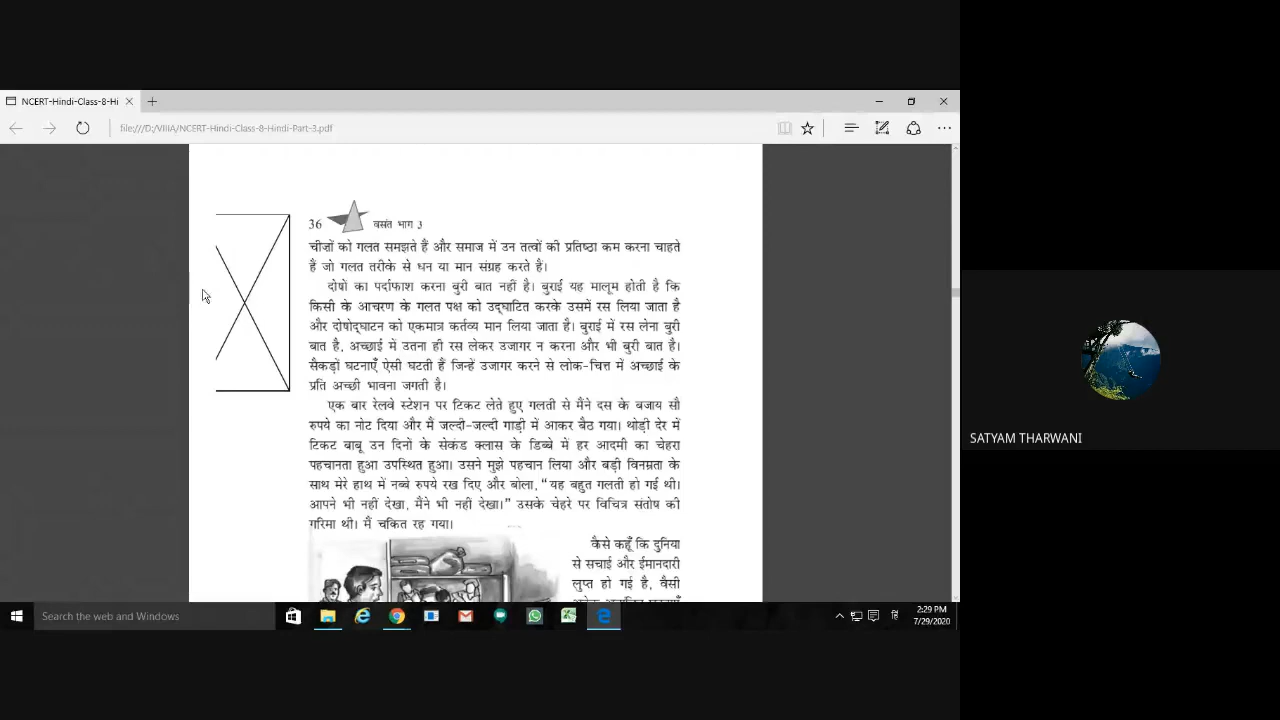 NCERT-Hindi-Class-8-Hi
file:///D:/VIIIA/NCERT-Hindi-Class-8-Hindi-Part-3.pdf
36 वसंत भाग 3
चीज़ों को गलत समझते हैं और समाज में उन तत्वों की प्रतिष्ठा कम करना चाहते
हैं जो गलत तरीके से धन या मान संग्रह करते हैं।
दोषों का पर्दाफ़ाश करना बुरी बात नहीं है। बुराई यह मालूम होती है कि
किसी के आचरण के गलत पक्ष को उद्घाटित करके उसमें रस लिया जाता है
और दोषोद्घाटन को एकमात्र कर्तव्य मान लिया जाता है। बुराई में रस लेना बुरी
बात है, अच्छाई में उतना ही रस लेकर उजागर न करना और भी बुरी बात है।
सैकड़ों घटनाएँ ऐसी घटती हैं जिन्हें उजागर करने से लोक-चित्त में अच्छाई के
प्रति अच्छी भावना जगती है।
एक बार रेलवे स्टेशन पर टिकट लेते हुए गलती से मैंने दस के बजाय सौ
रुपये का नोट दिया और मैं जल्दी-जल्दी गाड़ी में आकर बैठ गया। थोड़ी देर में
टिकट बाबू उन दिनों के सेकंड क्लास के डिब्बे में हर आदमी का चेहरा
पहचानता हुआ उपस्थित हुआ। उसने मुझे पहचान लिया और बड़ी विनम्रता के
साथ मेरे हाथ में नब्बे रुपये रख दिए और बोला, “यह बहुत गलती हो गई थी।
आपने भी नहीं देखा, मैंने भी नहीं देखा।” उसके चेहरे पर विचित्र संतोष की
गरिमा थी। मैं चकित रह गया।
कैसे कहूँ कि दुनिया
से सचाई और ईमानदारी
लुप्त हो गई है, वैसी
SATYAM THARWANI
Search the web and Windows
हि
2:29 PM
7/29/2020